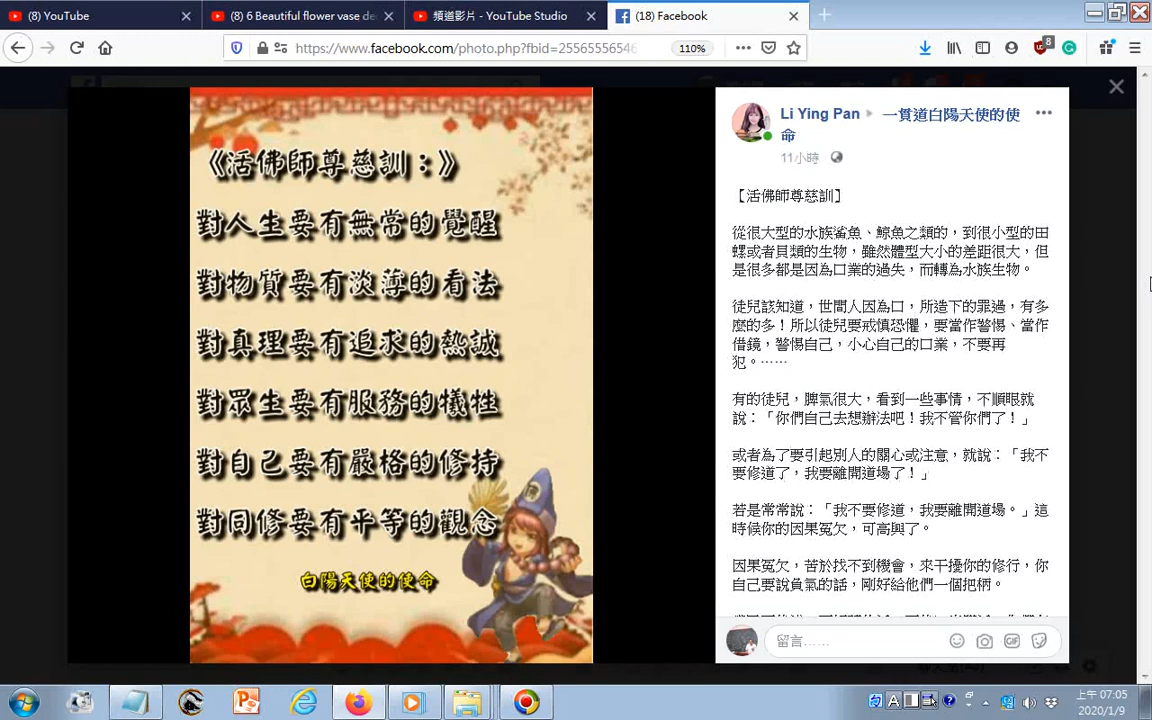 (8) YouTube
(8) 6 Beautiful flower vase de
頻道影片 - YouTube Studio
(18) Facebook
https://www.facebook.com/photo.php?fbid=25565556546
110%
8
《活佛師尊慈訓：》
對人生要有無常的覺醒
對物質要有淡薄的看法
對真理要有追求的熱誠
對眾生要有服務的犧牲
對自己要有嚴格的修持
對同修要有平等的觀念
白陽天使的使命
Li Ying Pan
一貫道白陽天使的使
命
11小時
【活佛師尊慈訓】
從很大型的水族鯊魚、鯨魚之類的，到很小型的田
螺或者貝類的生物，雖然體型大小的差距很大，但
是很多都是因為口業的過失，而轉為水族生物。
徒兒該知道，世間人因為口，所造下的罪過，有多
麼的多！所以徒兒要戒慎恐懼，要當作警惕、當作
借鏡，警惕自己，小心自己的口業，不要再
犯。……
有的徒兒，脾氣很大，看到一些事情，不順眼就
說：「你們自己去想辦法吧！我不管你們了！」
或者為了要引起別人的關心或注意，就說：「我不
要修道了，我要離開道場了！」
若是常常說：「我不要修道，我要離開道場。」這
時候你的因果冤欠，可高興了。
因果冤欠，苦於找不到機會，來干擾你的修行，你
自己要說負氣的話，剛好給他們一個把柄。
留言……
GIF
A
上午 07:05
2020/1/9